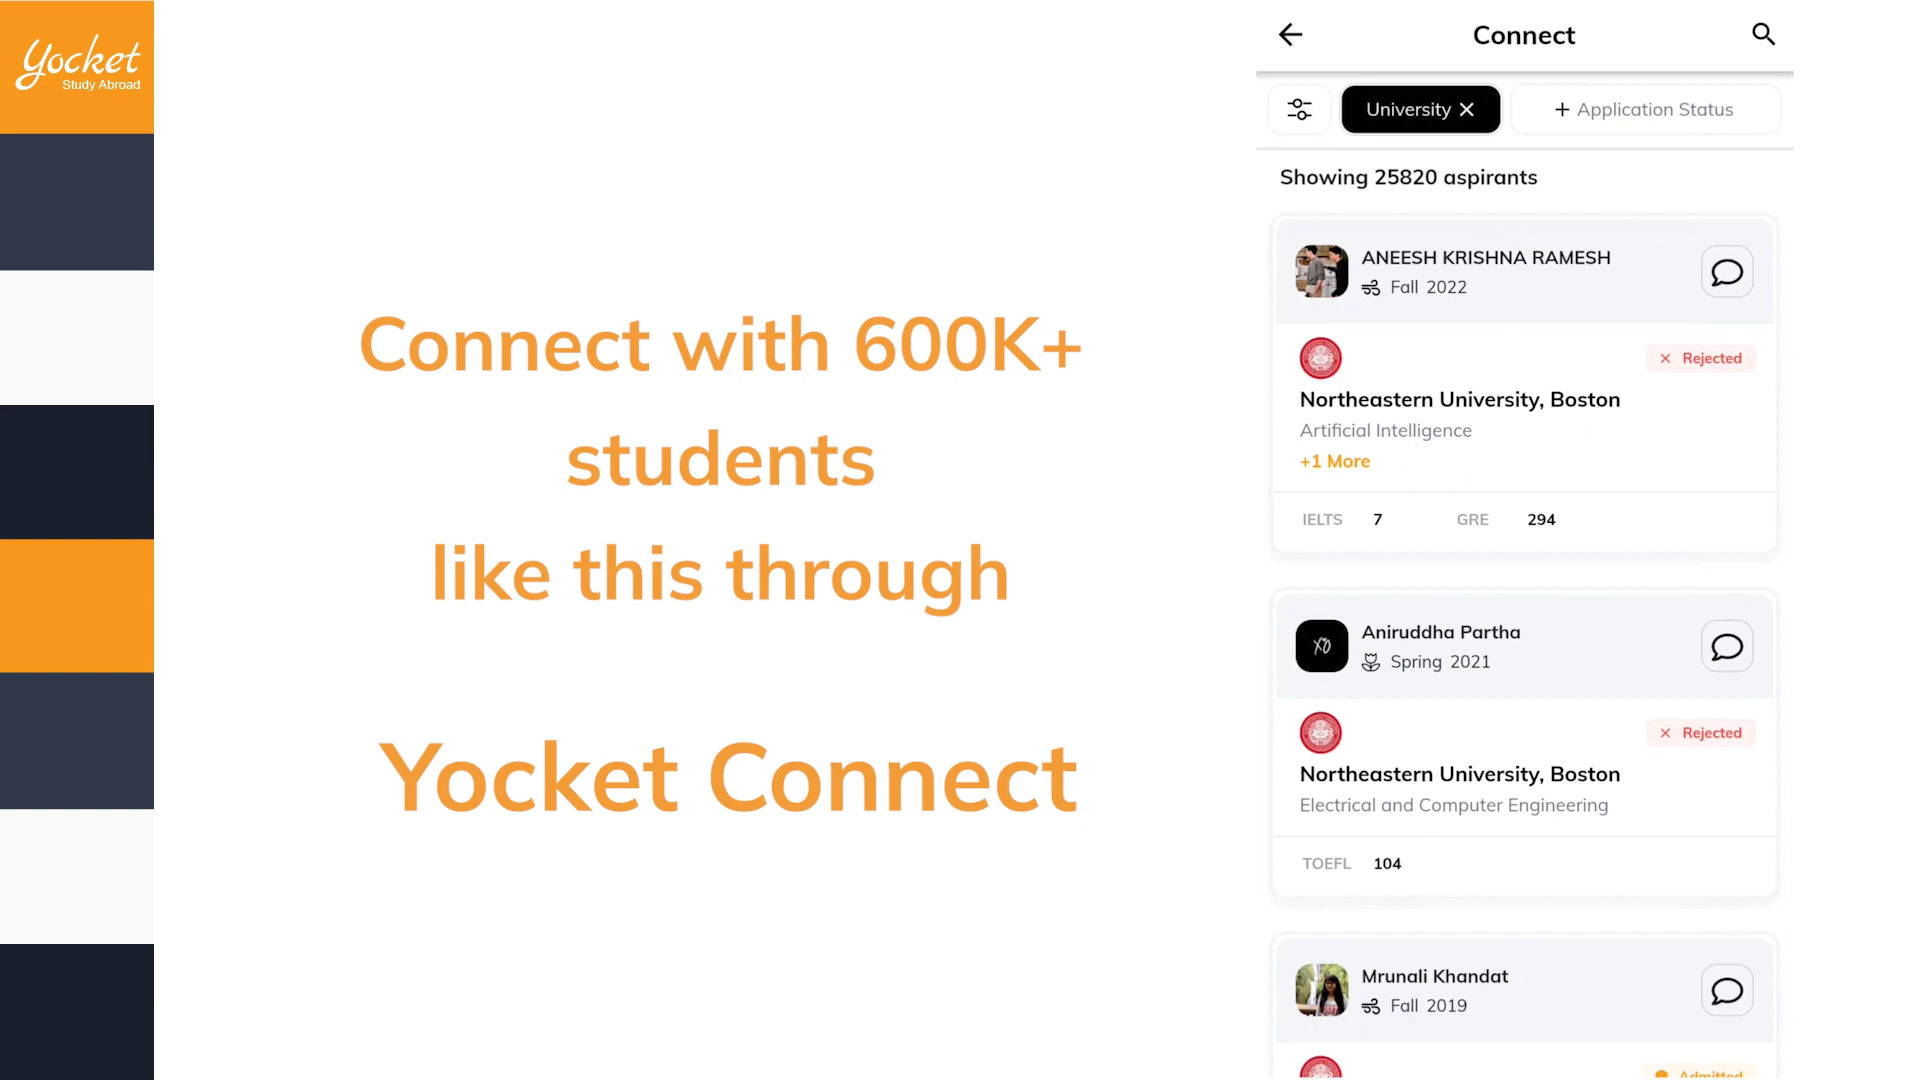 Yocket
Study Abroad
Connect with 600K+
students
like this through
Yocket Connect
Connect
University
+ Application Status
Showing 25820 aspirants
ANEESH KRISHNA RAMESH
Fall 2022
Rejected
Northeastern University, Boston
Artificial Intelligence
+1 More
IELTS 7 GRE 294
XO
Aniruddha Partha
Spring 2021
Rejected
Northeastern University, Boston
Electrical and Computer Engineering
TOEFL 104
Mrunali Khandat
Fall 2019
Admitted